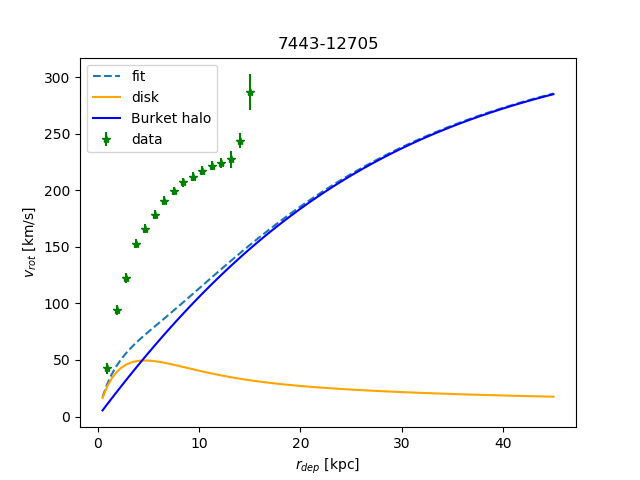 7443-12705
fit
disk
Burket halo
data
300
250
200
150
100
50
0
v_rot [km/s]
0 10 20 30 40
r_dep [kpc]